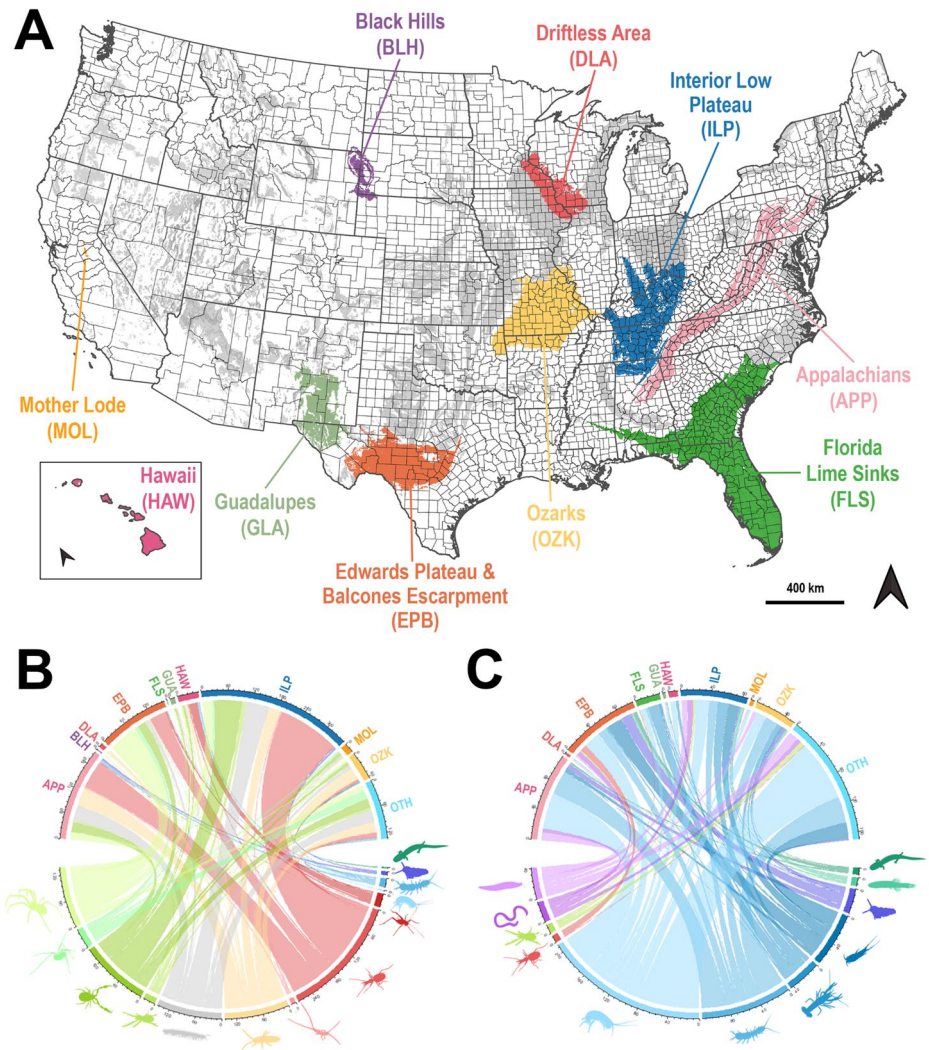 A
Black Hills
(BLH)
Driftless Area
(DLA)
Interior Low
Plateau
(ILP)
Mother Lode
(MOL)
Appalachians
(APP)
Hawaii
(HAW)
Guadalupes
(GLA)
Ozarks
(OZK)
Florida
Lime Sinks
(FLS)
Edwards Plateau &
Balcones Escarpment
(EPB)
400 km
B
APP
BLH
DLA
EPB
FLS
GUA
HAW
ILP
MOL
OZK
OTH
C
APP
DLA
EPB
FLS
GUA
HAW
ILP
MOL
OZK
OTH